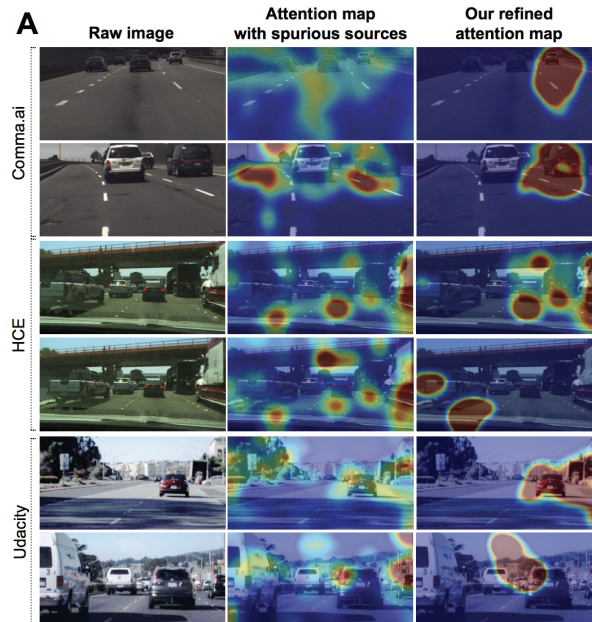 A
Raw image
Attention map
with spurious sources
Our refined
attention map
Comma.ai
HCE
Udacity